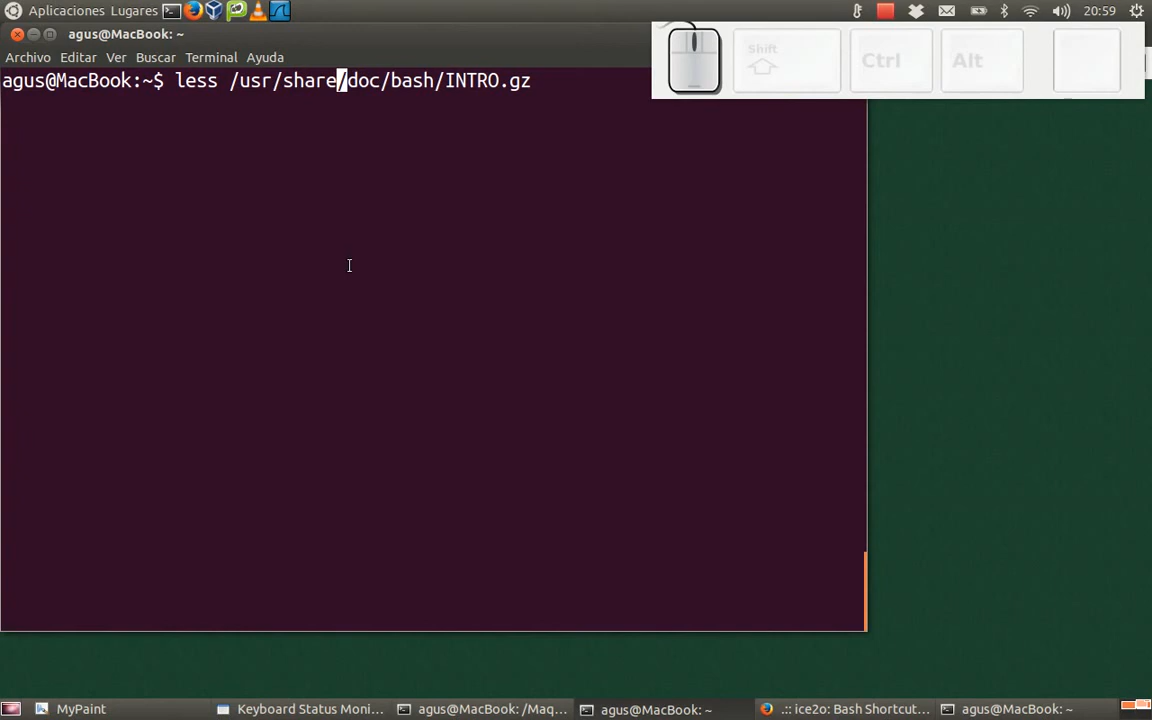 Aplicaciones Lugares 20:59
agus@MacBook: ~
Archivo Editar Ver Buscar Terminal Ayuda
Shift Ctrl Alt
agus@MacBook:~$ less /usr/share/doc/bash/INTRO.gz
MyPaint Keyboard Status Moni... agus@MacBook: /Maq... agus@MacBook: ~ .:: ice2o: Bash Shortcut... agus@MacBook: ~